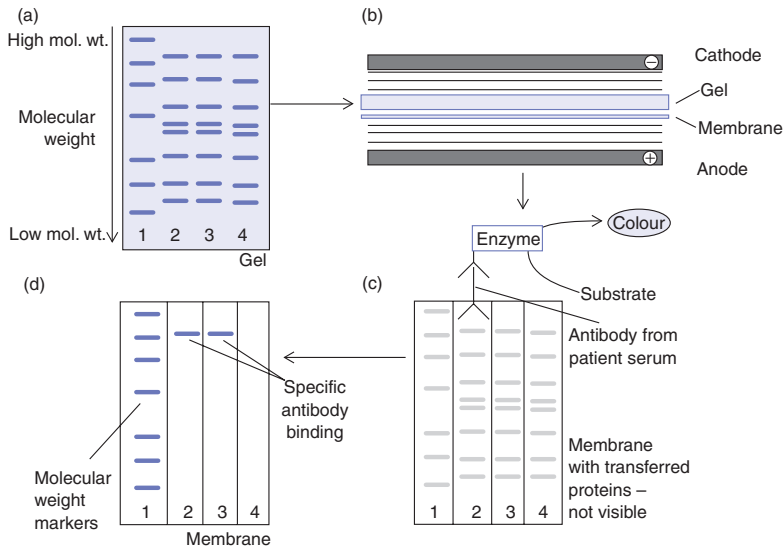 (a)
High mol. wt.
Molecular
weight
Low mol. wt.
1 2 3 4
Gel
(b)
−
Cathode
Gel
Membrane
+
Anode
Enzyme
Colour
Substrate
(c)
Antibody from
patient serum
Membrane
with transferred
proteins –
not visible
1 2 3 4
(d)
Specific
antibody
binding
Molecular
weight
markers
1 2 3 4
Membrane